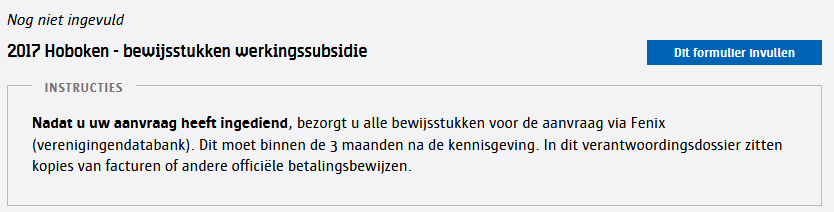 Nog niet ingevuld
2017 Hoboken - bewijsstukken werkingssubsidie
Dit formulier invullen
INSTRUCTIES
Nadat u uw aanvraag heeft ingediend, bezorgt u alle bewijsstukken voor de aanvraag via Fenix
(verenigingendatabank). Dit moet binnen de 3 maanden na de kennisgeving. In dit verantwoordingsdossier zitten
kopies van facturen of andere officiële betalingsbewijzen.